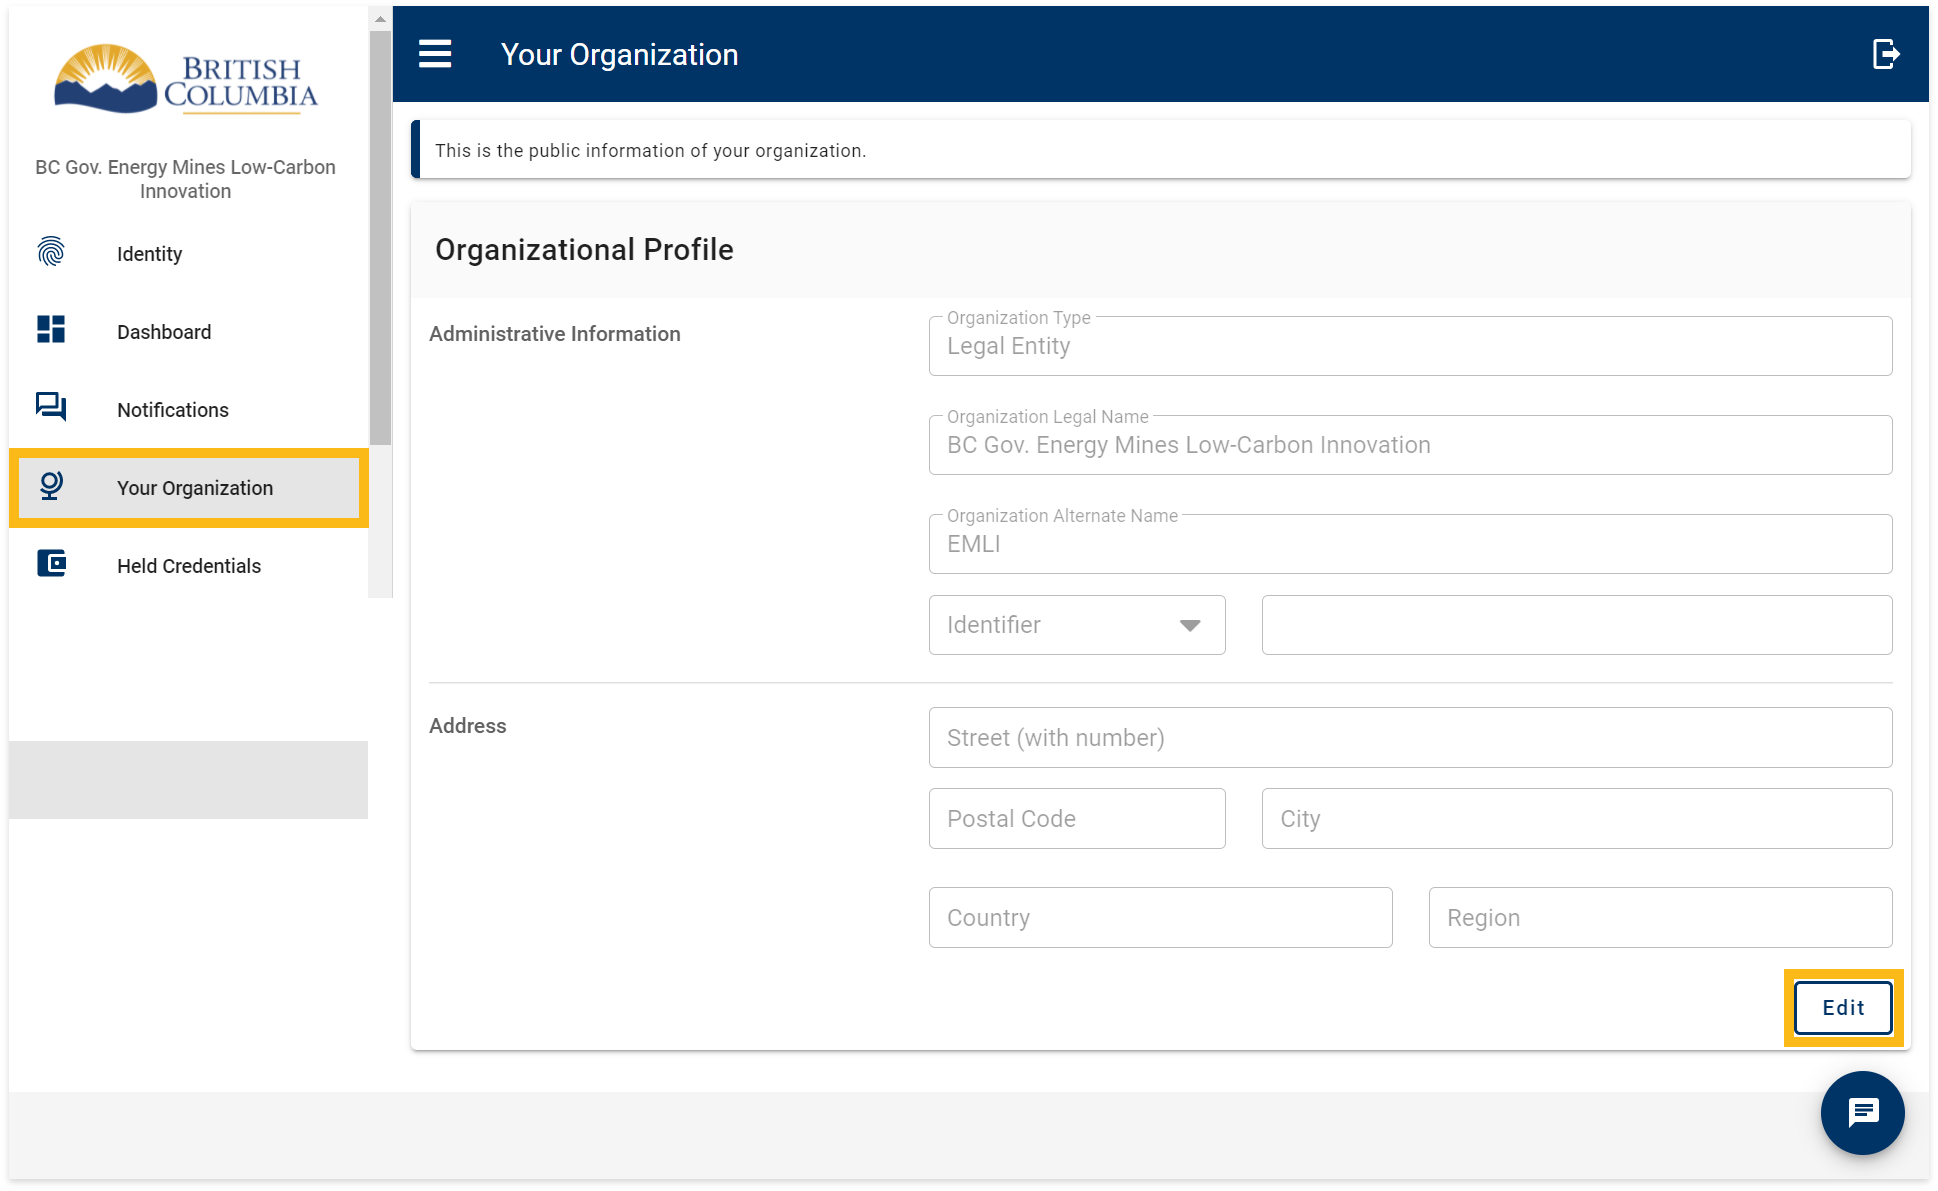 BRITISH
COLUMBIA
BC Gov. Energy Mines Low-Carbon
Innovation
Identity
Dashboard
Notifications
Your Organization
Held Credentials
Your Organization
This is the public information of your organization.
Organizational Profile
Administrative Information
Organization Type
Legal Entity
Organization Legal Name
BC Gov. Energy Mines Low-Carbon Innovation
Organization Alternate Name
EMLI
Identifier
Address
Street (with number)
Postal Code
City
Country
Region
Edit